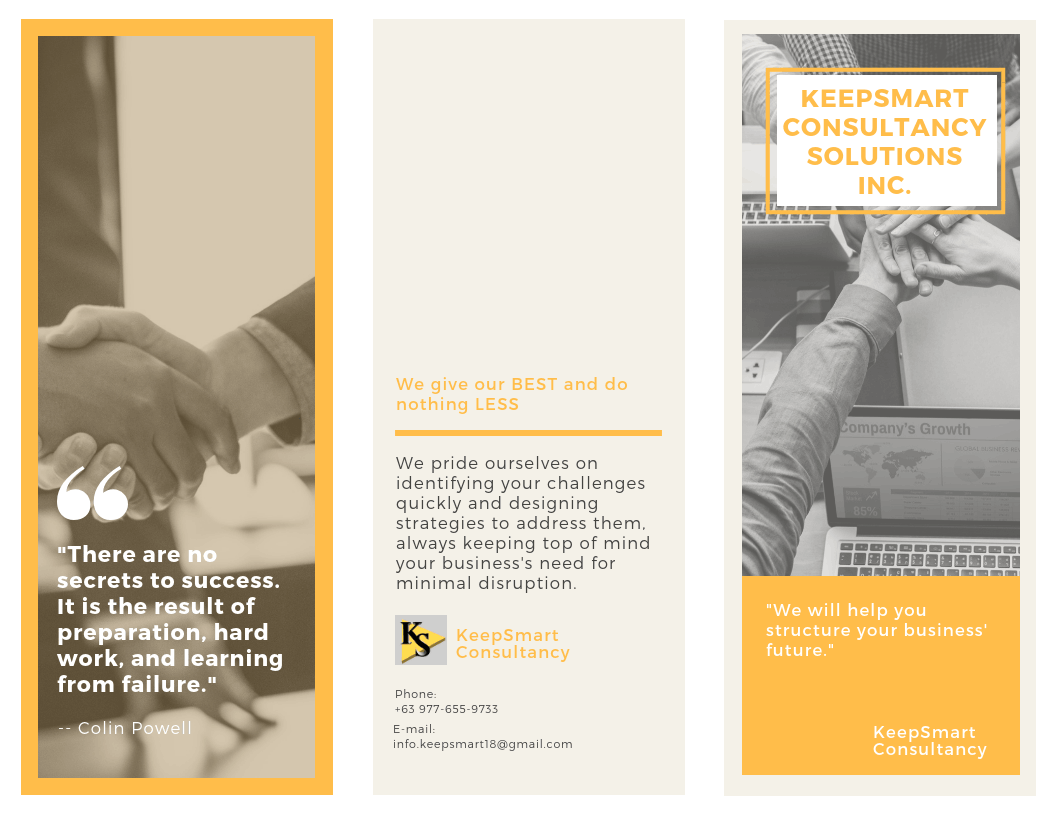 "There are no
secrets to success.
It is the result of
preparation, hard
work, and learning
from failure."
-- Colin Powell
We give our BEST and do
nothing LESS
We pride ourselves on
identifying your challenges
quickly and designing
strategies to address them,
always keeping top of mind
your business's need for
minimal disruption.
KS
KeepSmart
Consultancy
Phone:
+63 977-655-9733
E-mail:
info.keepsmart18@gmail.com
KEEPSMART
CONSULTANCY
SOLUTIONS
INC.
Company's Growth
86%
"We will help you
structure your business'
future."
KeepSmart
Consultancy